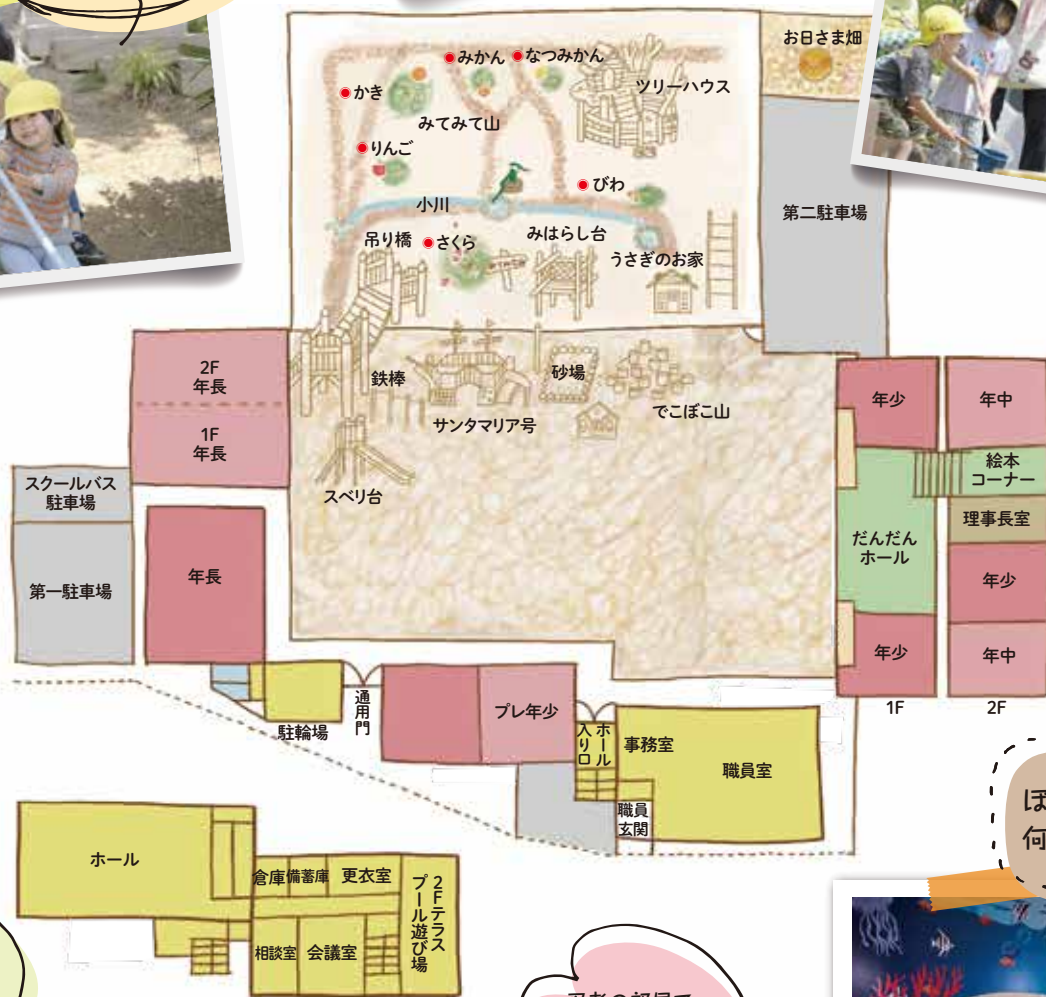 お日さま畑
みかん
なつみかん
かき
ツリーハウス
みてみて山
りんご
びわ
小川
第二駐車場
吊り橋
さくら
みはらし台
うさぎのお家
2F
年長
1F
年長
鉄棒
砂場
サンタマリア号
でこぼこ山
スベリ台
年少
年中
絵本
コーナー
理事長室
だんだん
ホール
年少
年少
年中
1F
2F
スクールバス
駐車場
第一駐車場
年長
駐輪場
通用門
プレ年少
ホール
入り口
事務室
職員室
職員
玄関
ホール
倉庫
備蓄庫
更衣室
2Fテラス
プール遊び場
相談室
会議室
ぼ
何